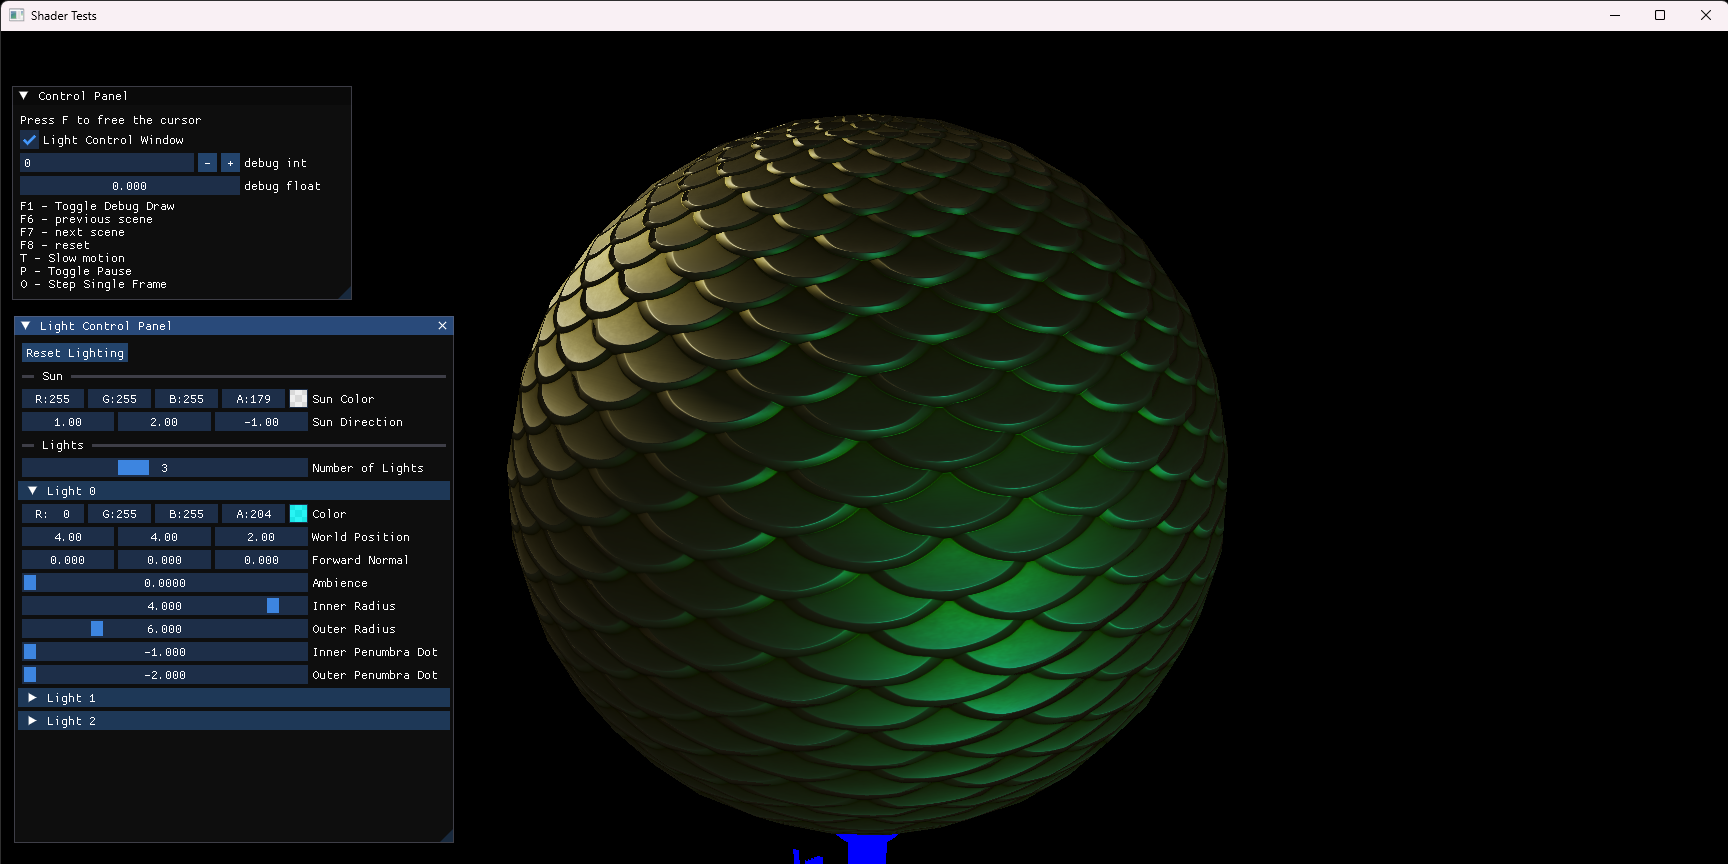 Shader Tests
Control Panel
Press F to free the cursor
Light Control Window
0 - + debug int
0.000 debug float
F1 - Toggle Debug Draw
F6 - previous scene
F7 - next scene
F8 - reset
T - Slow motion
P - Toggle Pause
O - Step Single Frame
Light Control Panel
Reset Lighting
Sun
R:255 G:255 B:255 A:179 Sun Color
1.00 2.00 -1.00 Sun Direction
Lights
3 Number of Lights
Light 0
R: 0 G:255 B:255 A:204 Color
4.00 4.00 2.00 World Position
0.000 0.000 0.000 Forward Normal
0.0000 Ambience
4.000 Inner Radius
6.000 Outer Radius
-1.000 Inner Penumbra Dot
-2.000 Outer Penumbra Dot
Light 1
Light 2